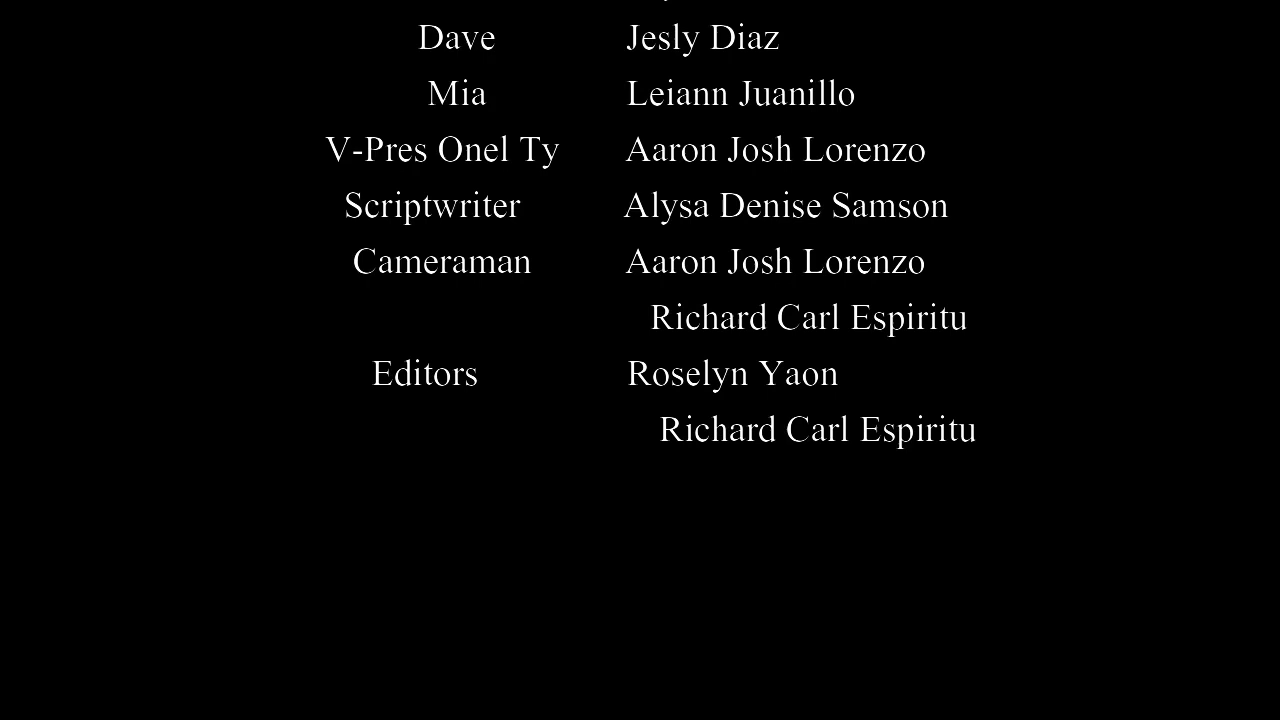 Dave Jesly Diaz
Mia Leiann Juanillo
V-Pres Onel Ty Aaron Josh Lorenzo
Scriptwriter Alysa Denise Samson
Cameraman Aaron Josh Lorenzo
Richard Carl Espiritu
Editors Roselyn Yaon
Richard Carl Espiritu